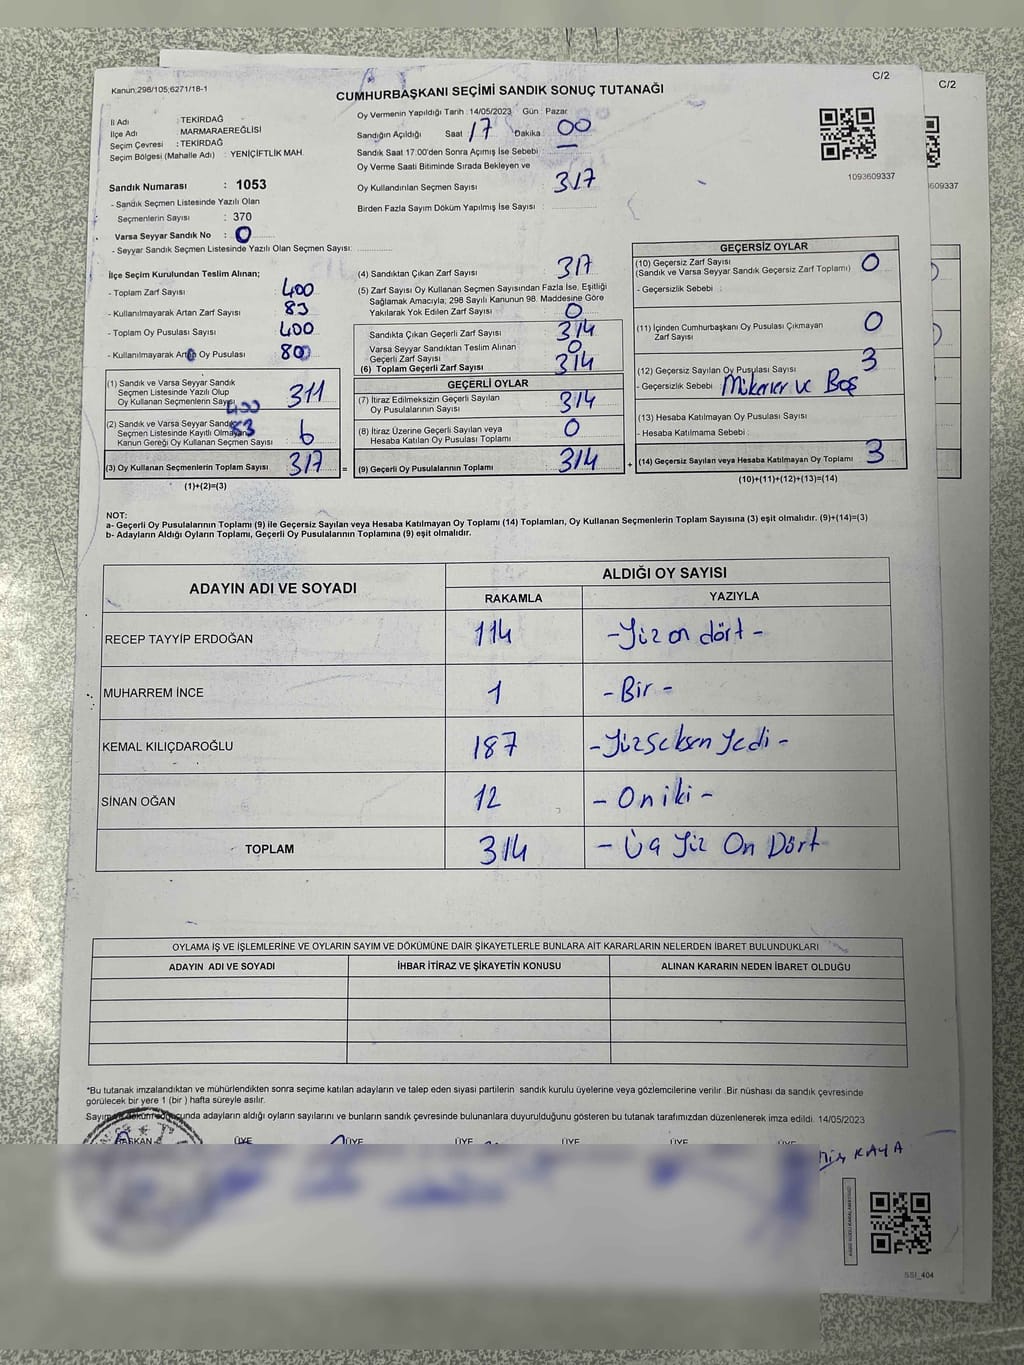 C/2
C/2
Kanun:298/105;6271/18-1
CUMHURBAŞKANI SEÇİMİ SANDIK SONUÇ TUTANAĞI
İl Adı : TEKİRDAĞ
İlçe Adı : MARMARAEREĞLİSİ
Seçim Çevresi : TEKİRDAĞ
Seçim Bölgesi (Mahalle Adı) : YENİÇİFTLİK MAH.
Sandık Numarası : 1053
- Sandık Seçmen Listesinde Yazılı Olan
Seçmenlerin Sayısı : 370
Varsa Seyyar Sandık No : 0
- Seyyar Sandık Seçmen Listesinde Yazılı Olan Seçmen Sayısı:
Oy Vermenin Yapıldığı Tarih : 14/05/2023 Gün : Pazar
Sandığın Açıldığı Saat 17 Dakika : 00
Sandık Saat 17:00'den Sonra Açımış İse Sebebi :
Oy Verme Saati Bitiminde Sırada Bekleyen ve
Oy Kullandırılan Seçmen Sayısı 317
Birden Fazla Sayım Döküm Yapılmış İse Sayısı :
1093609337
609337
İlçe Seçim Kurulundan Teslim Alınan;
- Toplam Zarf Sayısı 400
- Kullanılmayarak Artan Zarf Sayısı 83
- Toplam Oy Pusulası Sayısı 400
- Kullanılmayarak Artan Oy Pusulası 80
(1) Sandık ve Varsa Seyyar Sandık
Seçmen Listesinde Yazılı Olup
Oy Kullanan Seçmenlerin Sayısı 311
400
(2) Sandık ve Varsa Seyyar Sandık 83
Seçmen Listesinde Kayıtlı Olmayan
Kanun Gereği Oy Kullanan Seçmen Sayısı 6
(3) Oy Kullanan Seçmenlerin Toplam Sayısı 317 =
(1)+(2)=(3)
(4) Sandıktan Çıkan Zarf Sayısı 317
(5) Zarf Sayısı Oy Kullanan Seçmen Sayısından Fazla İse, Eşitliği
Sağlamak Amacıyla; 298 Sayılı Kanunun 98. Maddesine Göre
Yakılarak Yok Edilen Zarf Sayısı 0
Sandıkta Çıkan Geçerli Zarf Sayısı 314
Varsa Seyyar Sandıktan Teslim Alınan
Geçerli Zarf Sayısı 0
(6) Toplam Geçerli Zarf Sayısı 314
GEÇERLİ OYLAR
(7) İtiraz Edilmeksizin Geçerli Sayılan
Oy Pusulalarının Sayısı 314
(8) İtiraz Üzerine Geçerli Sayılan veya
Hesaba Katılan Oy Pusulası Toplamı 0
(9) Geçerli Oy Pusulalarının Toplamı 314 +
GEÇERSİZ OYLAR
(10) Geçersiz Zarf Sayısı 0
(Sandık ve Varsa Seyyar Sandık Geçersiz Zarf Toplamı)
- Geçersizlik Sebebi :
(11) İçinden Cumhurbaşkanı Oy Pusulası Çıkmayan
Zarf Sayısı 0
(12) Geçersiz Sayılan Oy Pusulası Sayısı 3
- Geçersizlik Sebebi : Mükerrer ve Boş
(13) Hesaba Katılmayan Oy Pusulası Sayısı
- Hesaba Katılmama Sebebi :
(14) Geçersiz Sayılan veya Hesaba Katılmayan Oy Toplamı 3
(10)+(11)+(12)+(13)=(14)
NOT:
a- Geçerli Oy Pusulalarının Toplamı (9) ile Geçersiz Sayılan veya Hesaba Katılmayan Oy Toplamı (14) Toplamları, Oy Kullanan Seçmenlerin Toplam Sayısına (3) eşit olmalıdır. (9)+(14)=(3)
b- Adayların Aldığı Oyların Toplamı, Geçerli Oy Pusulalarının Toplamına (9) eşit olmalıdır.
ADAYIN ADI VE SOYADI ALDIĞI OY SAYISI
RAKAMLA YAZIYLA
RECEP TAYYİP ERDOĞAN 114 -Yüz on dört-
MUHARREM İNCE 1 -Bir-
KEMAL KILIÇDAROĞLU 187 -Yüzseksen Yedi-
SİNAN OĞAN 12 -Oniki-
TOPLAM 314 -Üç Yüz On Dört
OYLAMA İŞ VE İŞLEMLERİNE VE OYLARIN SAYIM VE DÖKÜMÜNE DAİR ŞİKAYETLERLE BUNLARA AİT KARARLARIN NELERDEN İBARET BULUNDUKLARI
ADAYIN ADI VE SOYADI İHBAR İTİRAZ VE ŞİKAYETİN KONUSU ALINAN KARARIN NEDEN İBARET OLDUĞU
*Bu tutanak imzalandıktan ve mühürlendikten sonra seçime katılan adayların ve talep eden siyasi partilerin sandık kurulu üyelerine veya gözlemcilerine verilir .Bir nüshası da sandık çevresinde
görülecek bir yere 1 (bir ) hafta süreyle asılır.
adayların aldığı oyların sayılarını ve bunların sandık çevresinde bulunanlara duyurulduğunu gösteren bu tutanak tarafımızdan düzenlenerek imza edildi. 14/05/2023
BAŞKAN ÜYE ÜYE ÜYE ÜYE ÜYE ÜYE
KAYA
SSI_404